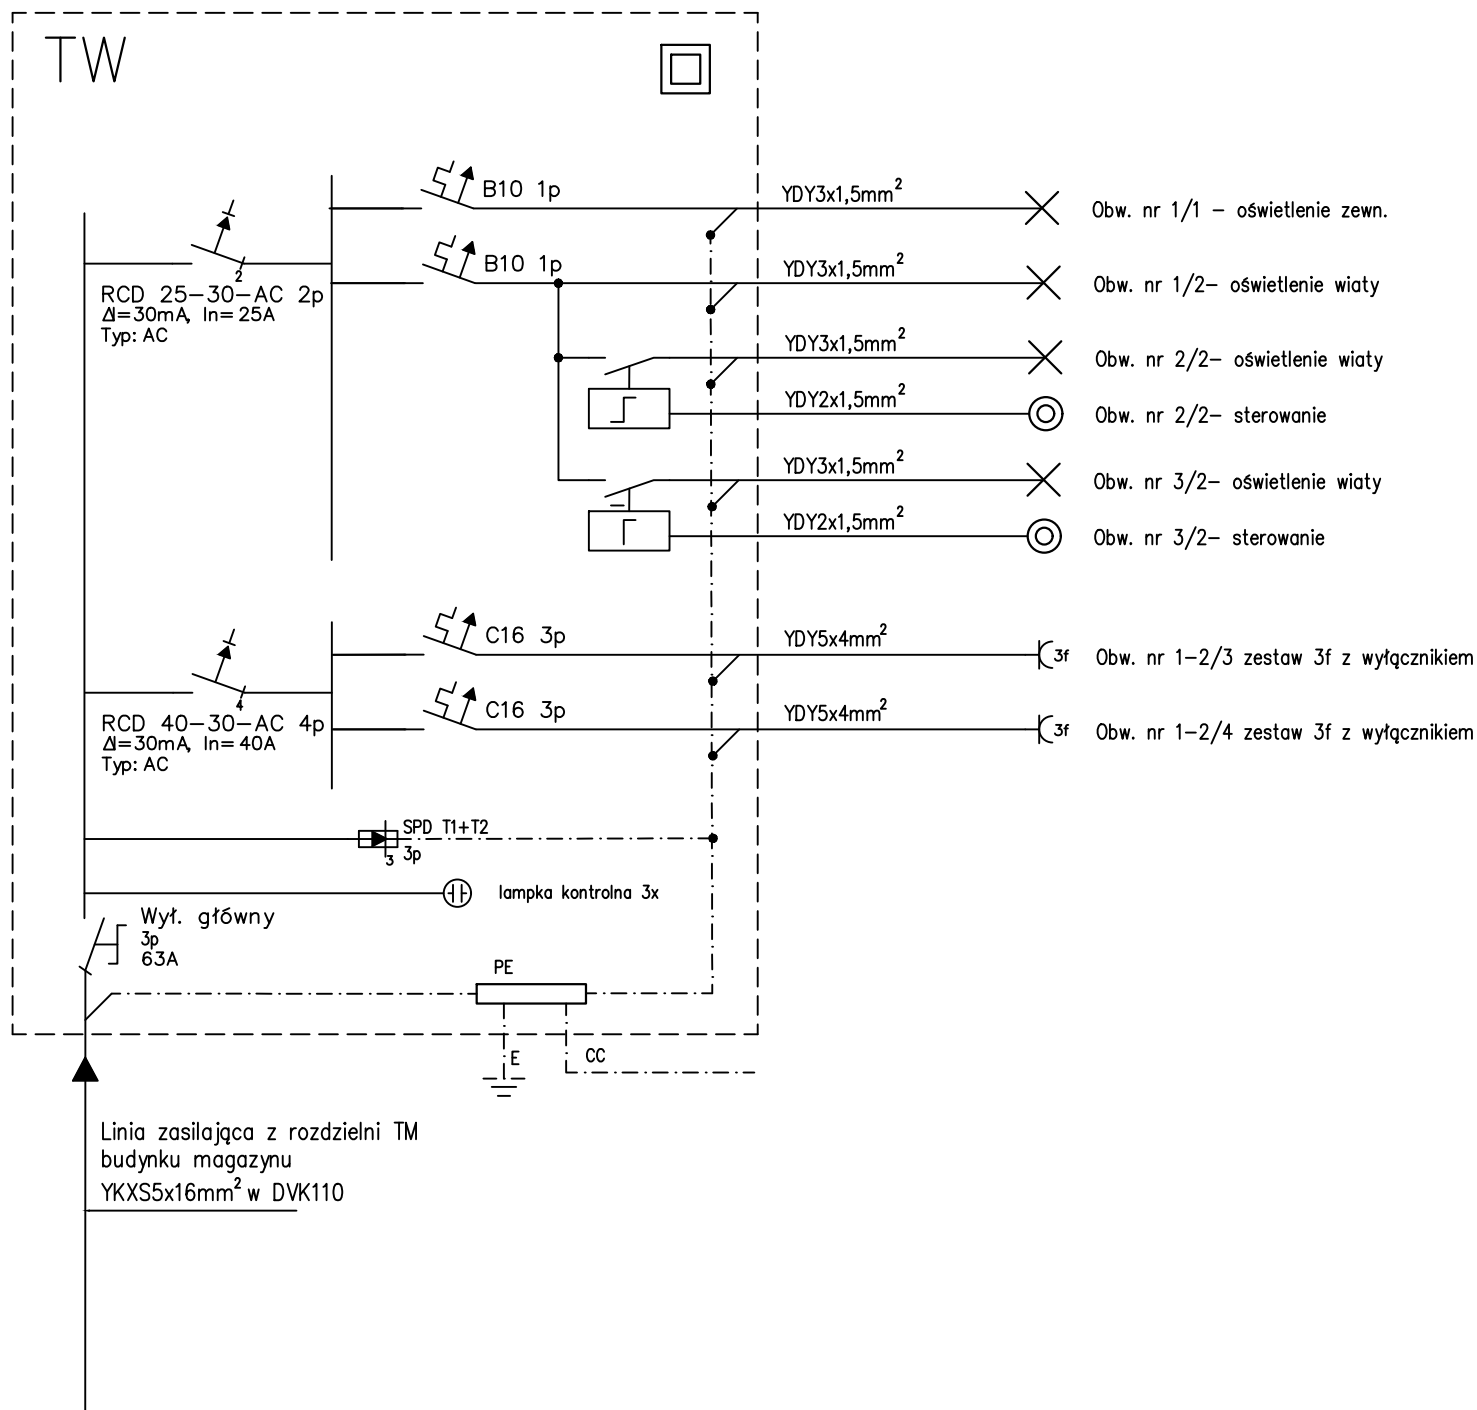 TW
B10 1p
YDY3x1,5mm²
Obw. nr 1/1 – oświetlenie zewn.
2
RCD 25–30–AC 2p
ΔI=30mA, In=25A
Typ: AC
B10 1p
YDY3x1,5mm²
Obw. nr 1/2– oświetlenie wiaty
YDY3x1,5mm²
Obw. nr 2/2– oświetlenie wiaty
YDY2x1,5mm²
Obw. nr 2/2– sterowanie
YDY3x1,5mm²
Obw. nr 3/2– oświetlenie wiaty
YDY2x1,5mm²
Obw. nr 3/2– sterowanie
C16 3p
YDY5x4mm²
3f
Obw. nr 1–2/3 zestaw 3f z wyłącznikiem
4
RCD 40–30–AC 4p
ΔI=30mA, In=40A
Typ: AC
C16 3p
YDY5x4mm²
3f
Obw. nr 1–2/4 zestaw 3f z wyłącznikiem
SPD T1+T2
3
3p
lampka kontrolna 3x
Wył. główny
3p
63A
PE
E
CC
Linia zasilająca z rozdzielni TM
budynku magazynu
YKXS5x16mm² w DVK110